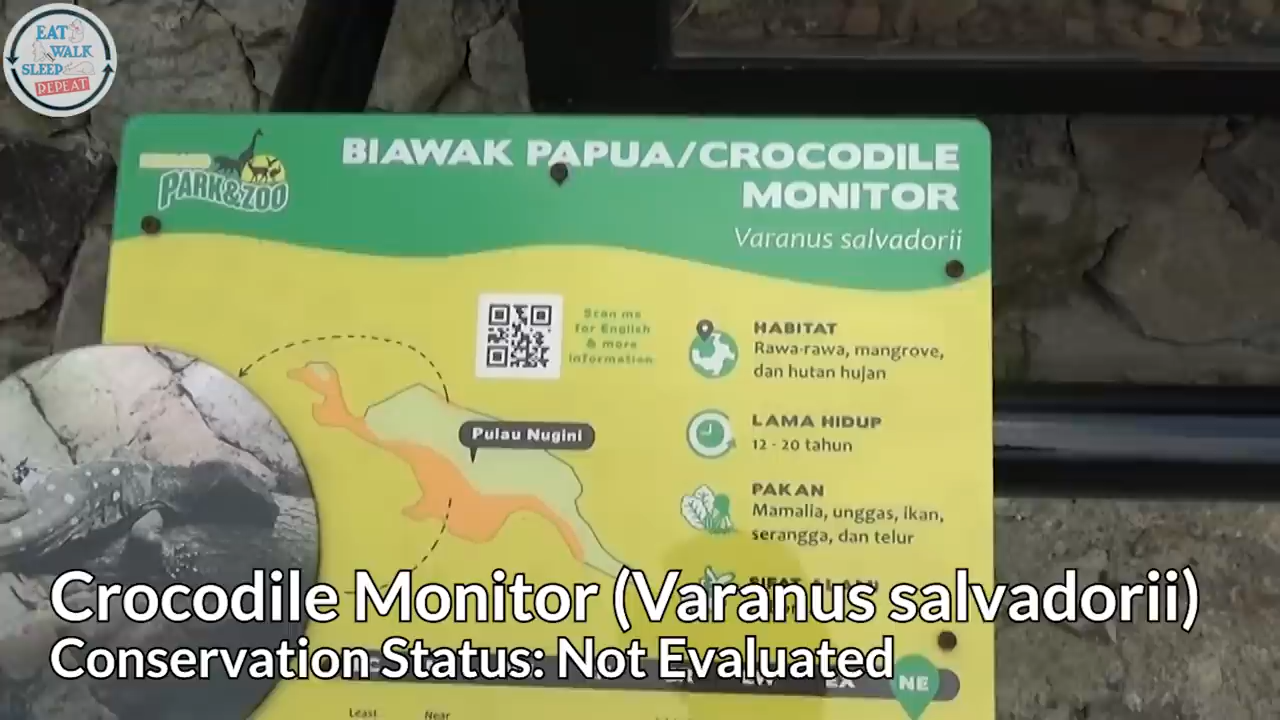 EAT
WALK
SLEEP
REPEAT
PARK&ZOO
BIAWAK PAPUA/CROCODILE
MONITOR
Varanus salvadorii
Scan me
for English
& more
information
Pulau Nugini
HABITAT
Rawa-rawa, mangrove,
dan hutan hujan
LAMA HIDUP
12 - 20 tahun
PAKAN
Mamalia, unggas, ikan,
serangga, dan telur
Crocodile Monitor (Varanus salvadorii)
Conservation Status: Not Evaluated
EW EX NE
Least Near